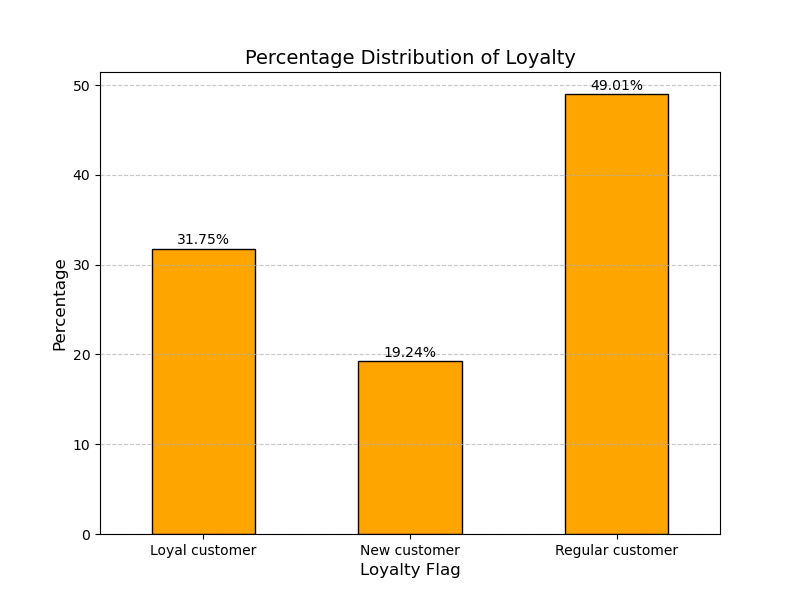 Percentage Distribution of Loyalty
Percentage
50
40
30
20
10
0
31.75%
19.24%
49.01%
Loyal customer
New customer
Regular customer
Loyalty Flag